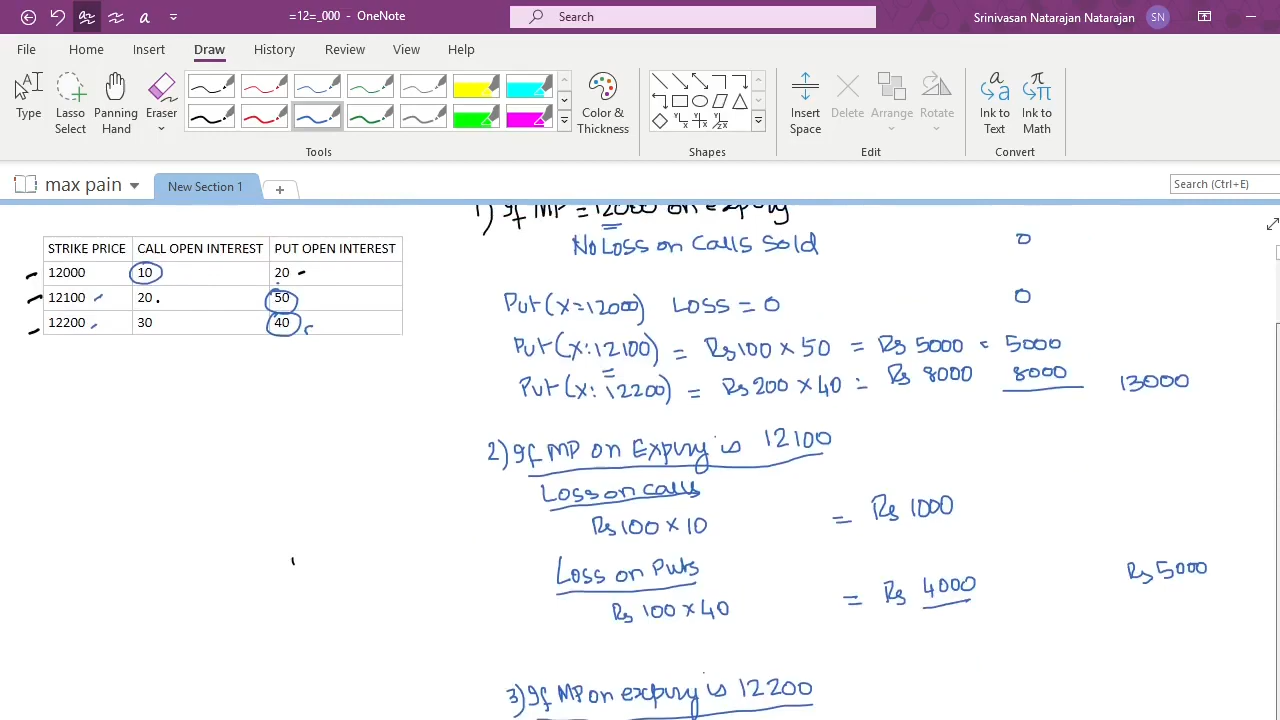 =12=_000 - OneNote
Search
Srinivasan Natarajan Natarajan
SN
File Home Insert Draw History Review View Help
Type
Lasso Select
Panning Hand
Eraser
Color & Thickness
Insert Space
Delete
Arrange
Rotate
Ink to Text
Ink to Math
Tools
Shapes
Edit
Convert
max pain
New Section 1
+
Search (Ctrl+E)
STRIKE PRICE CALL OPEN INTEREST PUT OPEN INTEREST
12000 10 20
12100 20 50
12200 30 40
1) If MP = 12000 on expiry
No Loss on Calls Sold 0
Put (X=12000) Loss = 0 0
Put (X:12100) = Rs 100 x 50 = Rs 5000 = 5000
Put (X: 12200) = Rs 200 x 40 = Rs 8000 8000 13000
2) If MP on Expiry is 12100
Loss on calls
Rs 100 x 10 = Rs 1000
Loss on Puts
Rs 100 x 40 = Rs 4000 Rs 5000
3) If MP on expiry is 12200